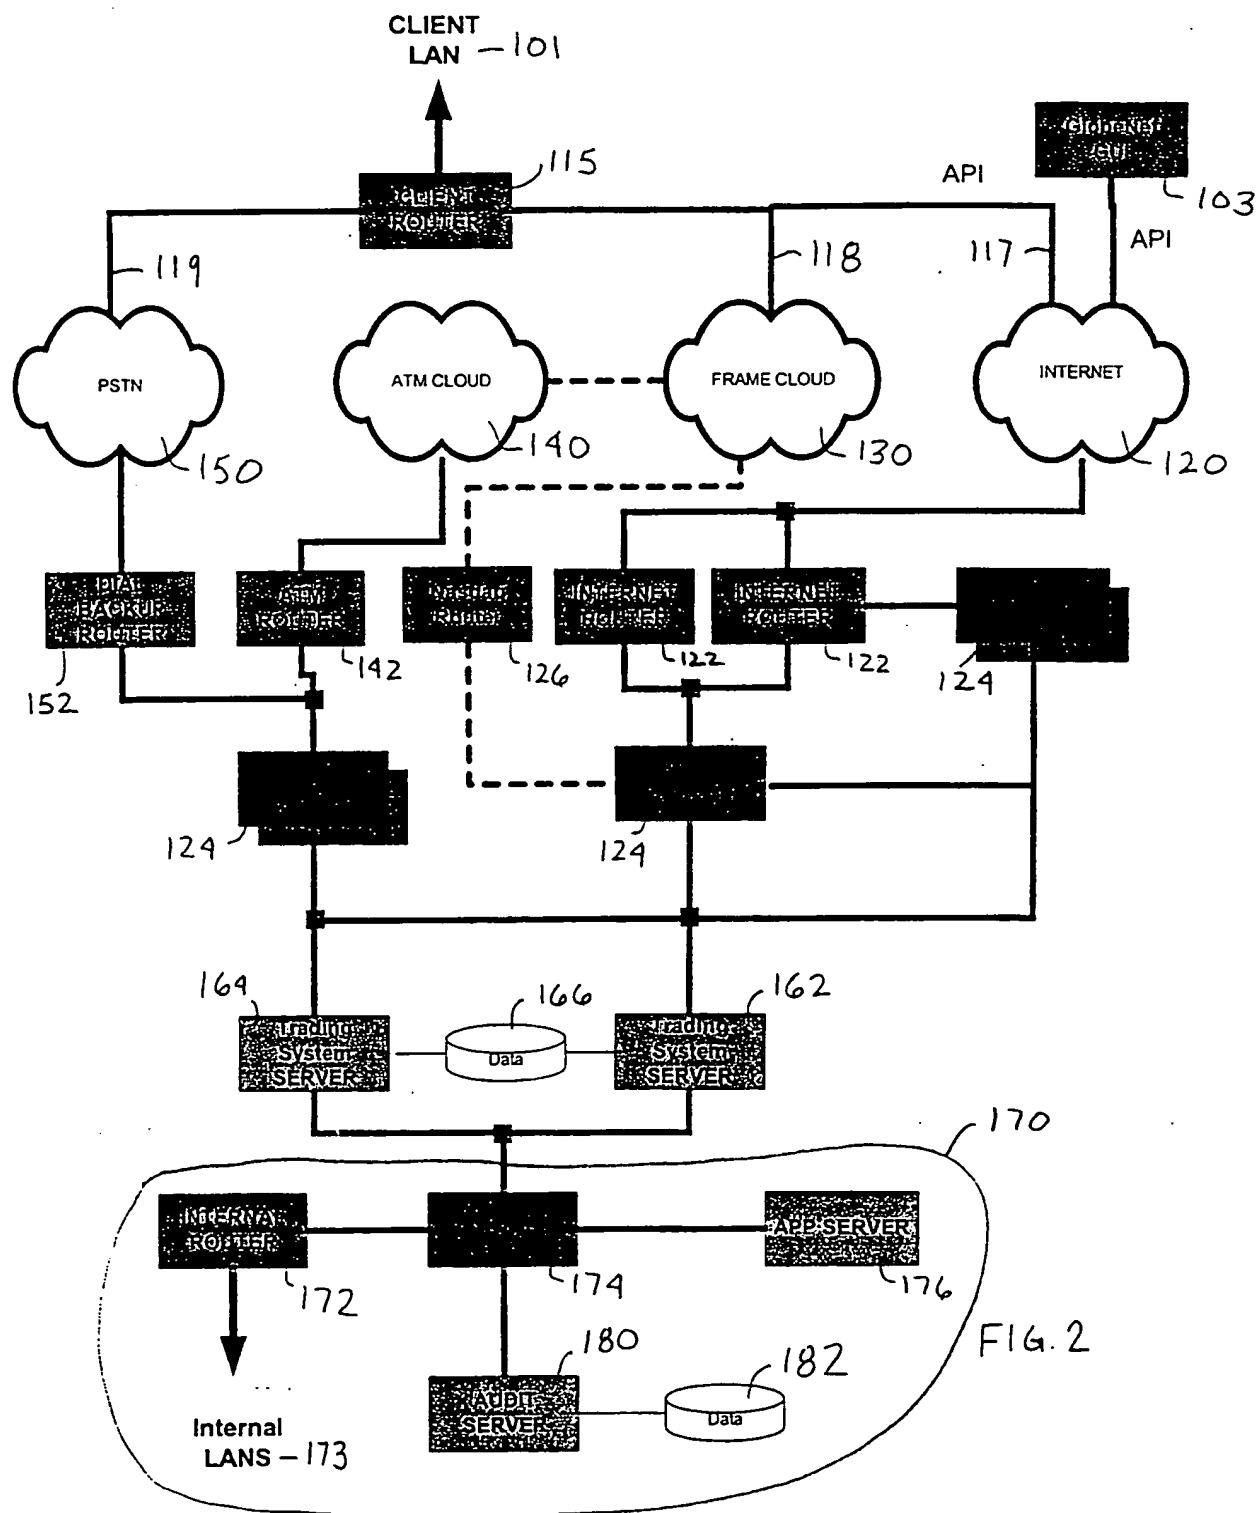 CLIENT
LAN - 101
GlobeNet
GUI
103
115
CLIENT
ROUTER
API
API
119
118
117
PSTN
ATM CLOUD
FRAME CLOUD
INTERNET
150
140
130
120
DIAL
BACKUP
ROUTER
ATM
ROUTER
Nasdaq
Router
INTERNET
ROUTER
INTERNET
ROUTER
152
142
126
122
122
124
124
124
164
166
162
Trading
System
SERVER
Data
Trading
System
SERVER
170
INTERNAL
ROUTER
APP SERVER
172
174
176
FIG. 2
180
182
AUDIT
SERVER
Data
Internal
LANS - 173